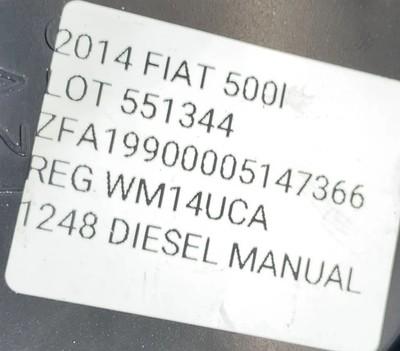 2014 FIAT 500l
LOT 551344
ZFA19900005147366
REG WM14UCA
1248 DIESEL MANUAL